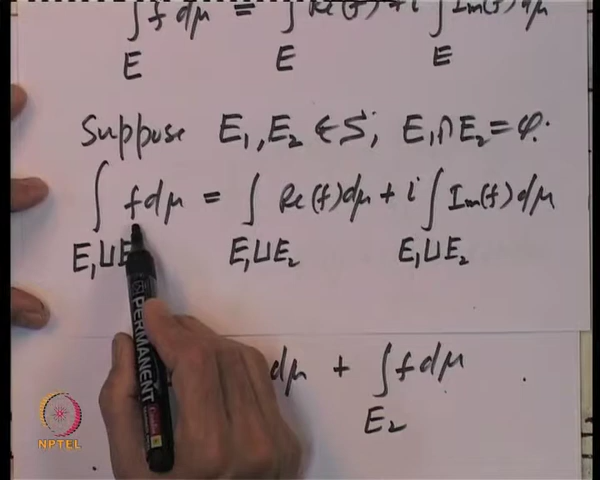 ∫ f dμ = ∫ Re(f) + i ∫ Im(f) dμ
E E E
Suppose E₁, E₂ ∈ S, E₁ ∩ E₂ = φ.
∫ f dμ = ∫ Re(f) dμ + i ∫ Im(f) dμ
E₁ ⊔ E E₁ ⊔ E₂ E₁ ⊔ E₂
dμ + ∫ f dμ .
E₂
PERMANENT
NPTEL